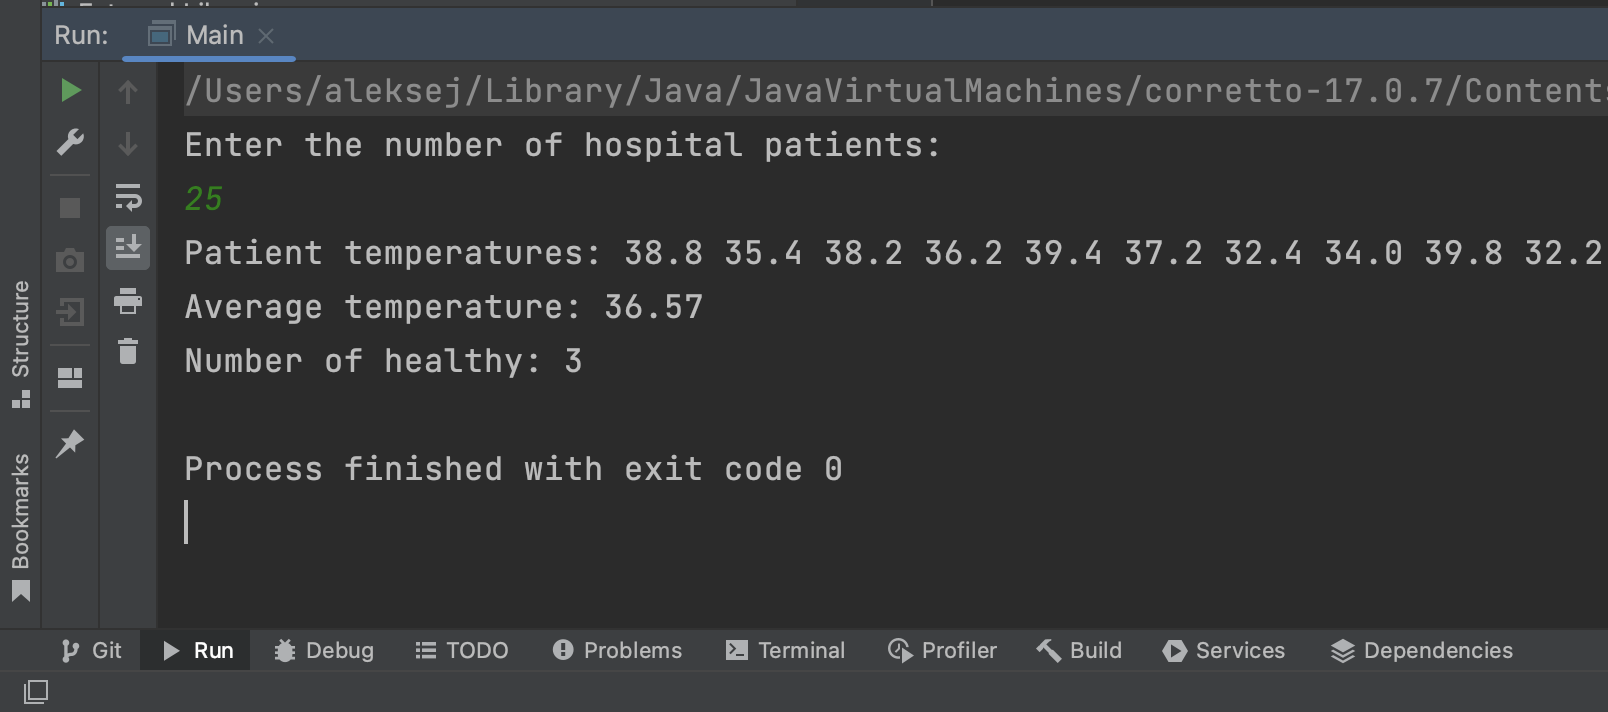 Run: Main
/Users/aleksej/Library/Java/JavaVirtualMachines/corretto-17.0.7/Contents
Enter the number of hospital patients:
25
Patient temperatures: 38.8 35.4 38.2 36.2 39.4 37.2 32.4 34.0 39.8 32.2
Average temperature: 36.57
Number of healthy: 3
Process finished with exit code 0
Structure
Bookmarks
Git Run Debug TODO Problems Terminal Profiler Build Services Dependencies